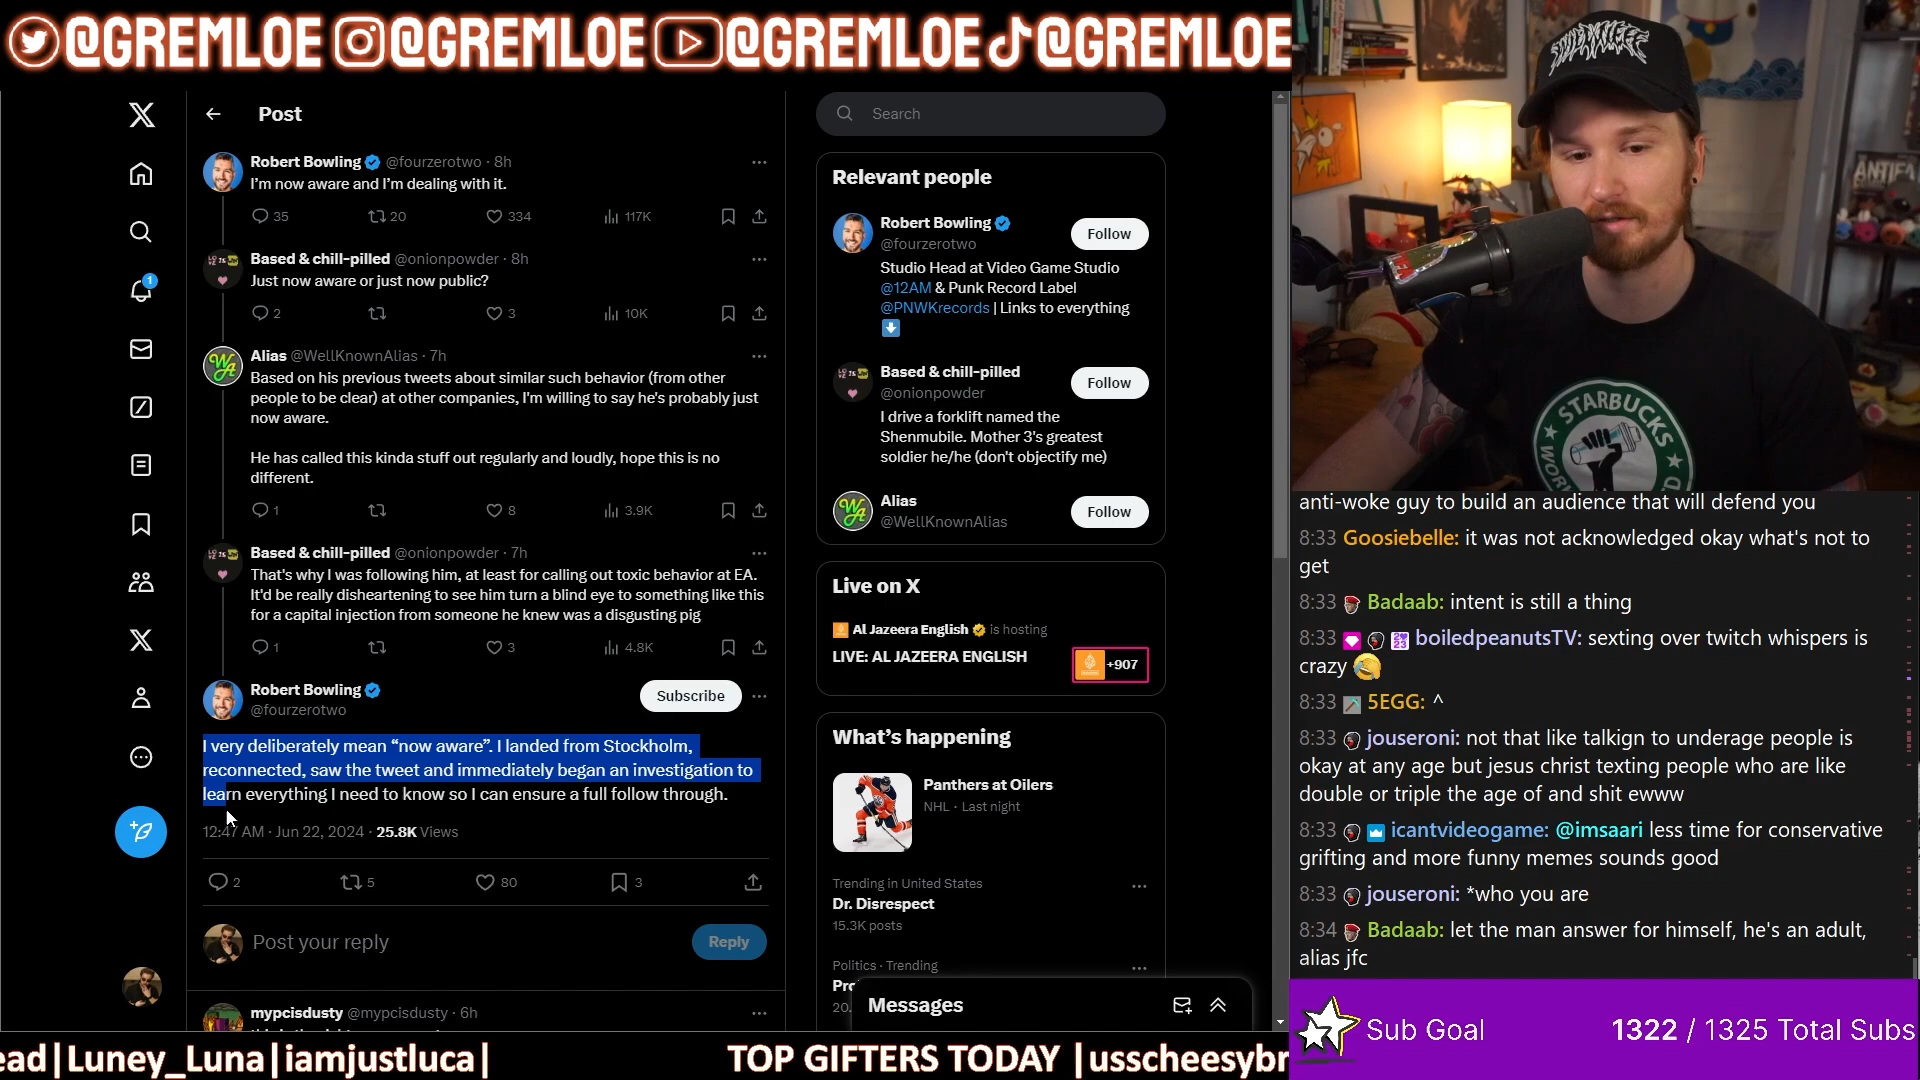 @GREMLOE @GREMLOE @GREMLOE @GREMLOE
Post
Robert Bowling @fourzerotwo · 8h
I'm now aware and I'm dealing with it.
35 20 334 117K
Based & chill-pilled @onionpowder · 8h
Just now aware or just now public?
2 3 10K
Alias @WellKnownAlias · 7h
Based on his previous tweets about similar such behavior (from other
people to be clear) at other companies, I'm willing to say he's probably just
now aware.
He has called this kinda stuff out regularly and loudly, hope this is no
different.
1 8 3.9K
Based & chill-pilled @onionpowder · 7h
That's why I was following him, at least for calling out toxic behavior at EA.
It'd be really disheartening to see him turn a blind eye to something like this
for a capital injection from someone he knew was a disgusting pig
1 3 4.8K
Robert Bowling
@fourzerotwo
Subscribe
I very deliberately mean “now aware”. I landed from Stockholm,
reconnected, saw the tweet and immediately began an investigation to
learn everything I need to know so I can ensure a full follow through.
12:47 AM · Jun 22, 2024 · 25.8K Views
2 5 80 3
Post your reply
Reply
mypcisdusty @mypcisdusty · 6h
1
Search
Relevant people
Robert Bowling
@fourzerotwo
Follow
Studio Head at Video Game Studio
@12AM & Punk Record Label
@PNWKrecords | Links to everything
Based & chill-pilled
@onionpowder
Follow
I drive a forklift named the
Shenmubile. Mother 3's greatest
soldier he/he (don't objectify me)
Alias
@WellKnownAlias
Follow
Live on X
Al Jazeera English is hosting
LIVE: AL JAZEERA ENGLISH
+907
What's happening
Panthers at Oilers
NHL · Last night
Trending in United States
Dr. Disrespect
15.3K posts
Politics · Trending
Messages
STARBUCKS
ANTIFA
anti-woke guy to build an audience that will defend you
8:33 Goosiebelle: it was not acknowledged okay what's not to
get
8:33 Badaab: intent is still a thing
8:33 boiledpeanutsTV: sexting over twitch whispers is
crazy
8:33 5EGG: ^
8:33 jouseroni: not that like talkign to underage people is
okay at any age but jesus christ texting people who are like
double or triple the age of and shit ewww
8:33 icantvideogame: @imsaari less time for conservative
grifting and more funny memes sounds good
8:33 jouseroni: *who you are
8:34 Badaab: let the man answer for himself, he's an adult,
alias jfc
Sub Goal 1322 / 1325 Total Subs
ead|Luney_Luna|iamjustluca| TOP GIFTERS TODAY |usscheesybr